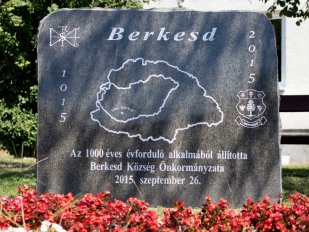 Berkesd
1015
2015
Az 1000 éves évforduló alkalmából állította
Berkesd Község Önkormányzata
2015. szeptember 26.